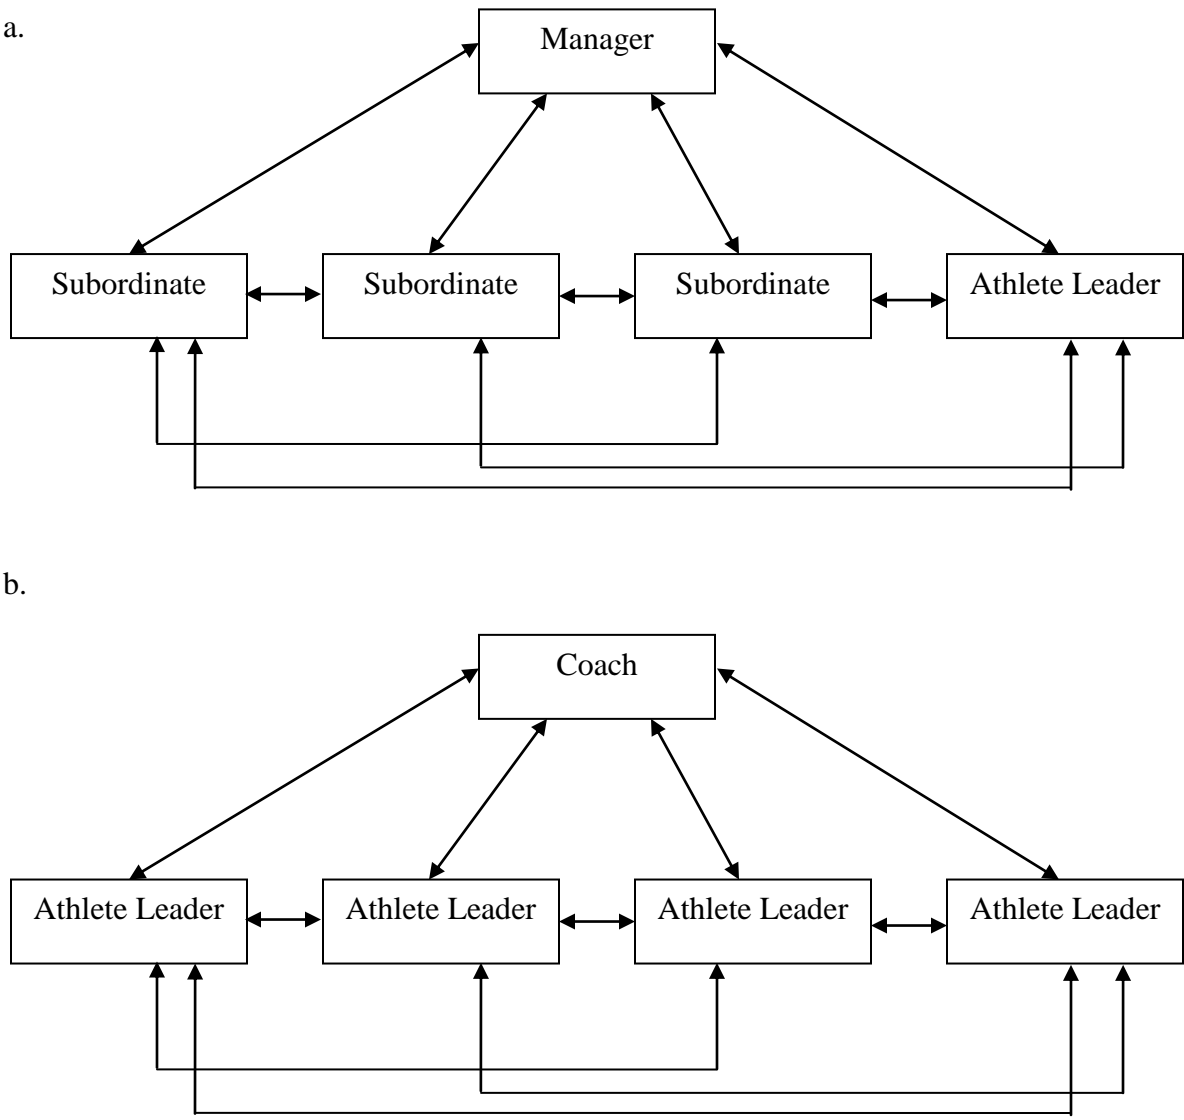 a.
Manager
Subordinate
Subordinate
Subordinate
Athlete Leader
b.
Coach
Athlete Leader
Athlete Leader
Athlete Leader
Athlete Leader